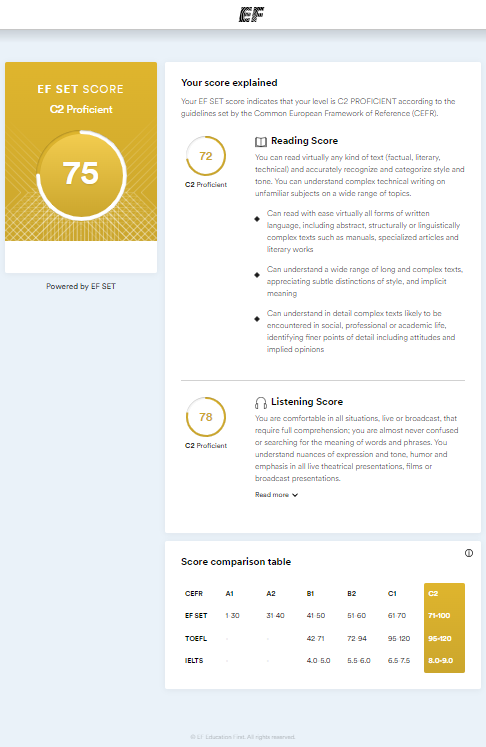 EF
EF SET SCORE
C2 Proficient
75
Powered by EF SET
Your score explained
Your EF SET score indicates that your level is C2 PROFICIENT according to the
guidelines set by the Common European Framework of Reference (CEFR).
72
C2 Proficient
Reading Score
You can read virtually any kind of text (factual, literary,
technical) and accurately recognize and categorize style and
tone. You can understand complex technical writing on
unfamiliar subjects on a wide range of topics.
Can read with ease virtually all forms of written
language, including abstract, structurally or linguistically
complex texts such as manuals, specialized articles and
literary works
Can understand a wide range of long and complex texts,
appreciating subtle distinctions of style, and implicit
meaning
Can understand in detail complex texts likely to be
encountered in social, professional or academic life,
identifying finer points of detail including attitudes and
implied opinions
78
C2 Proficient
Listening Score
You are comfortable in all situations, live or broadcast, that
require full comprehension; you are almost never confused
or searching for the meaning of words and phrases. You
understand nuances of expression and tone, humor and
emphasis in all live theatrical presentations, films or
broadcast presentations.
Read more
Score comparison table
CEFR A1 A2 B1 B2 C1 C2
EF SET 1-30 31-40 41-50 51-60 61-70 71-100
TOEFL - - 42-71 72-94 95-120 95-120
IELTS - - 4.0-5.0 5.5-6.0 6.5-7.5 8.0-9.0
© EF Education First. All rights reserved.